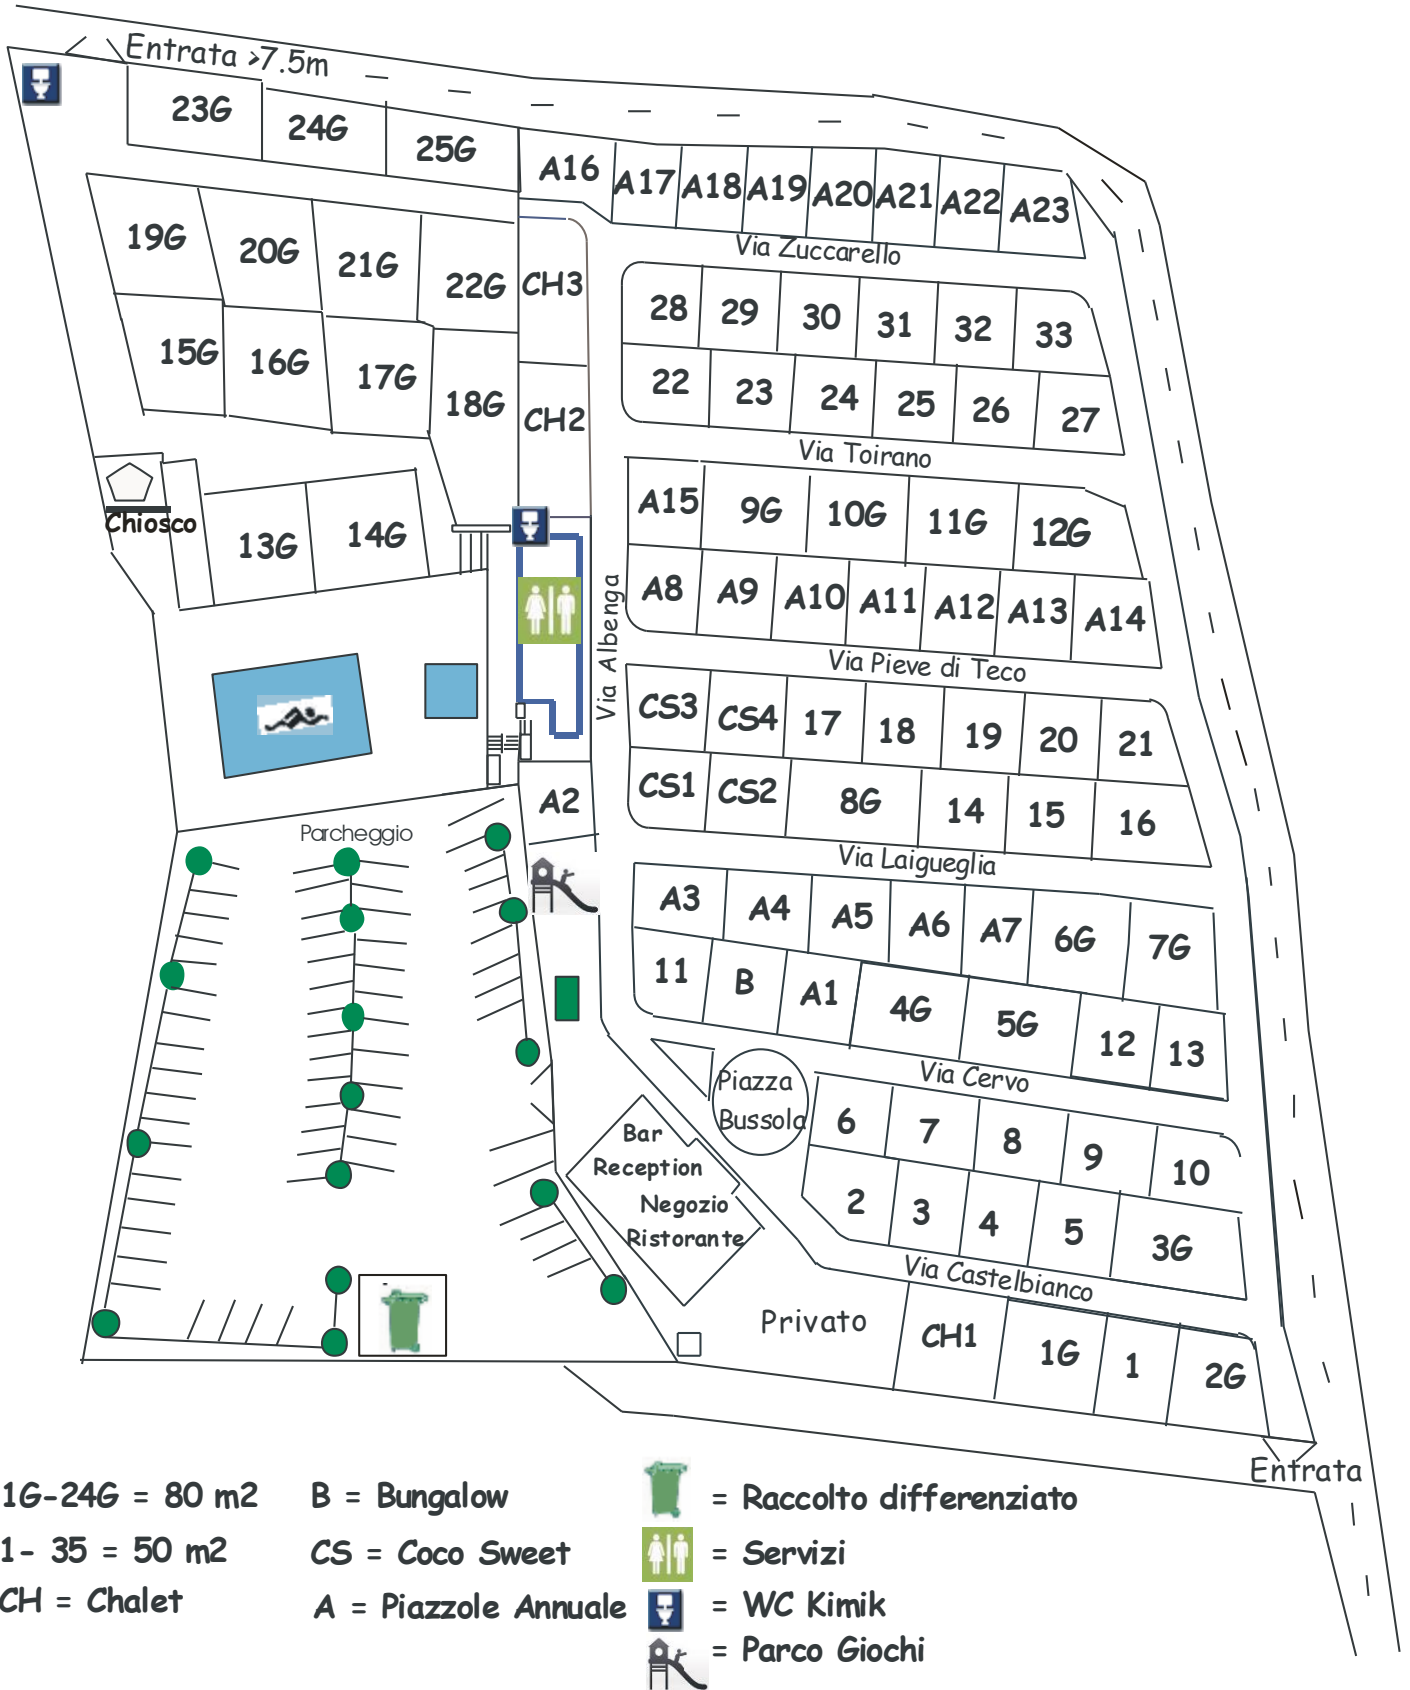 Entrata >7.5m
23G
24G
25G
A16
A17
A18
A19
A20
A21
A22
A23
Via Zuccarello
19G
20G
21G
22G
CH3
28
29
30
31
32
33
15G
16G
17G
18G
CH2
22
23
24
25
26
27
Via Toirano
Chiosco
13G
14G
A15
9G
10G
11G
12G
Via Albenga
A8
A9
A10
A11
A12
A13
A14
Via Pieve di Teco
CS3
CS4
17
18
19
20
21
CS1
CS2
8G
14
15
16
A2
Via Laigueglia
Parcheggio
A3
A4
A5
A6
A7
6G
7G
11
B
A1
4G
5G
12
13
Via Cervo
Piazza
Bussola
6
7
8
9
10
Bar
Reception
Negozio
Ristorante
2
3
4
5
3G
Via Castelbianco
Privato
CH1
1G
1
2G
Entrata
1G-24G = 80 m2
B = Bungalow
= Raccolto differenziato
1- 35 = 50 m2
CS = Coco Sweet
= Servizi
CH = Chalet
A = Piazzole Annuale
= WC Kimik
= Parco Giochi